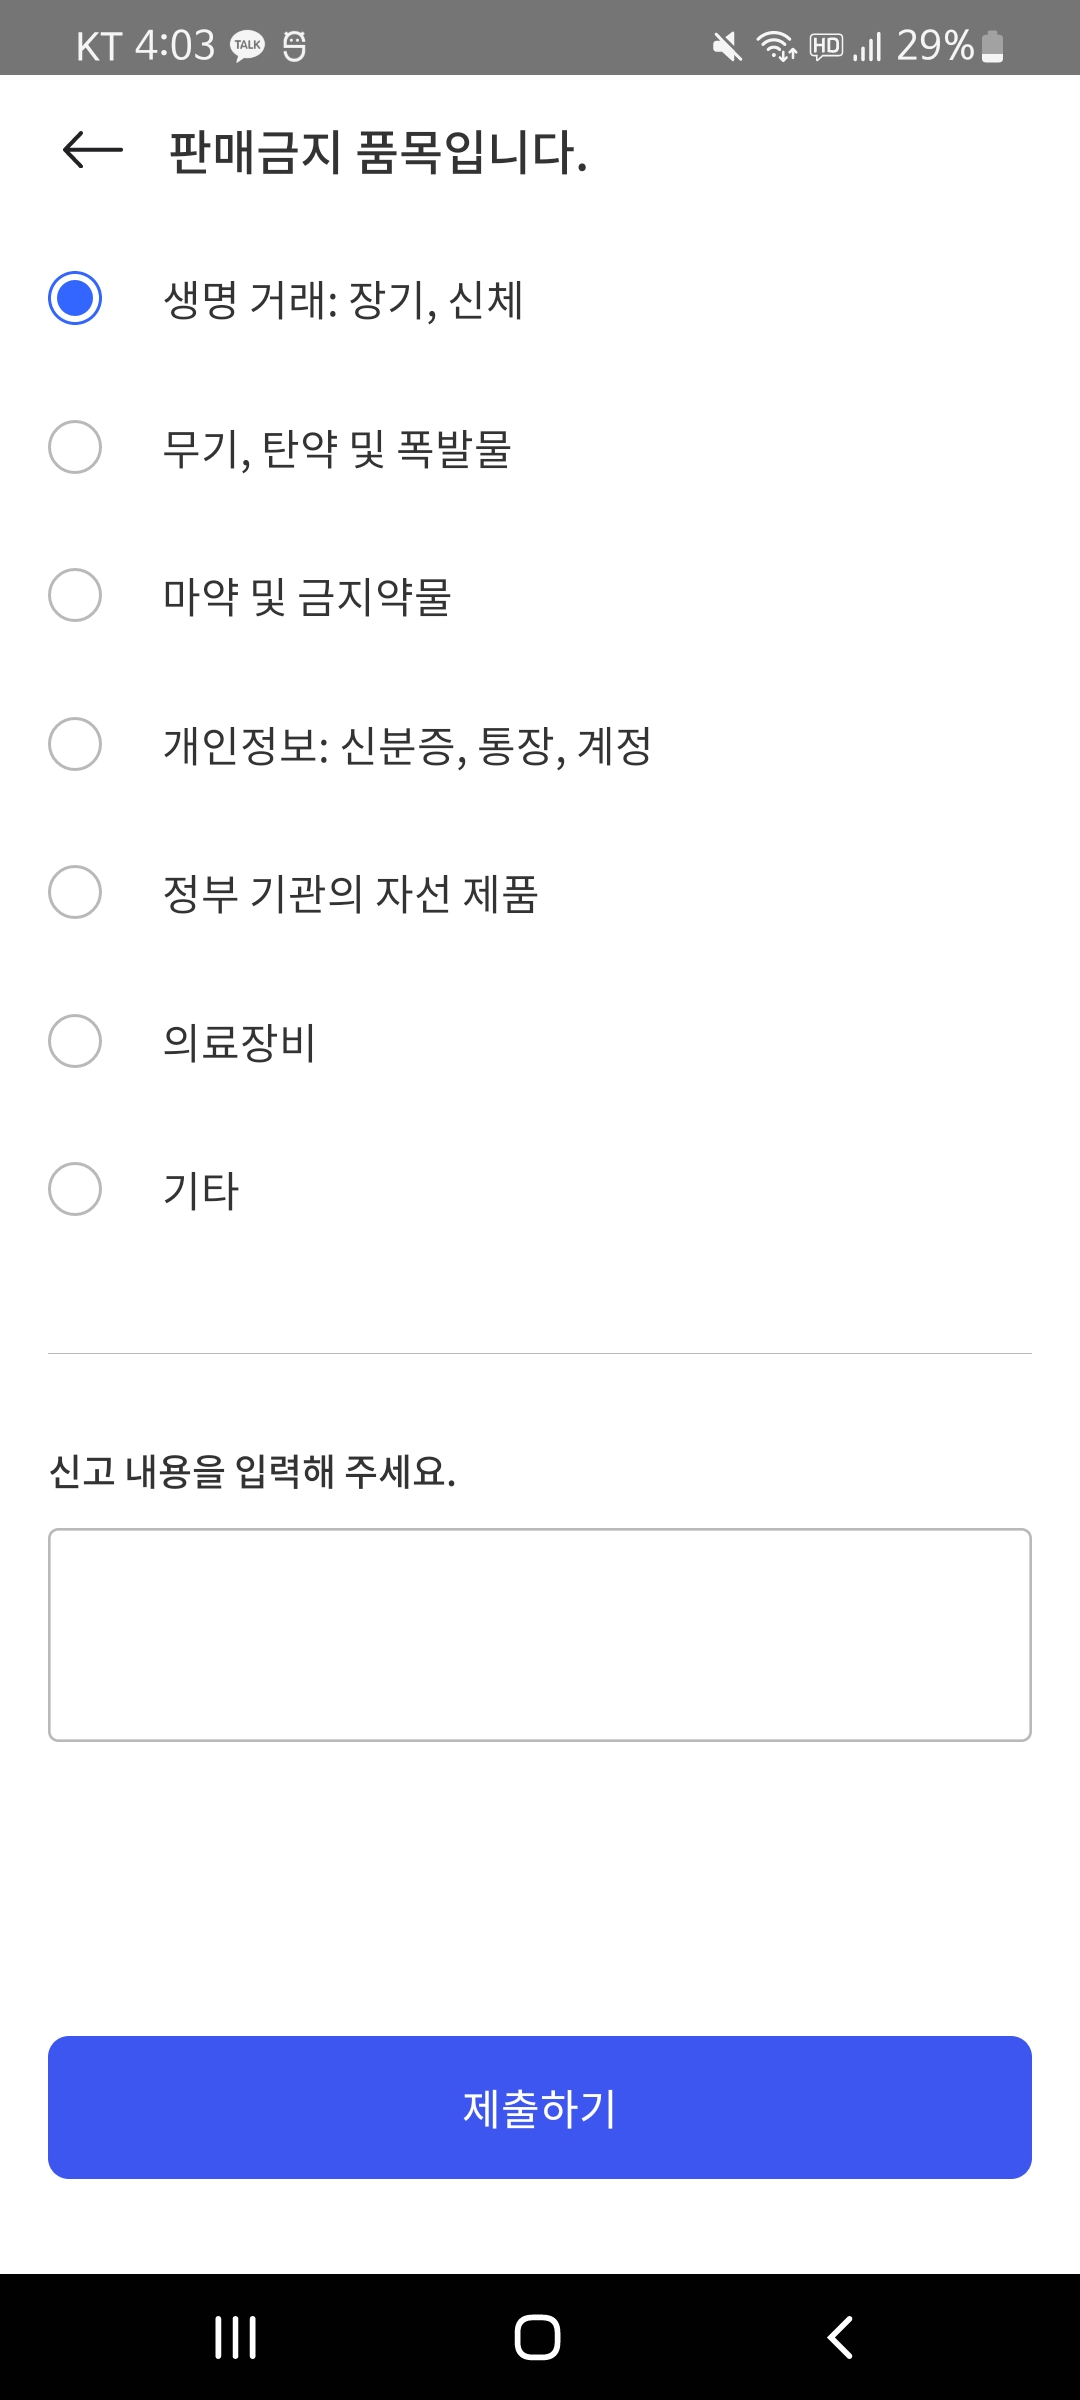 KT 4:03 TALK HD 29%
판매금지 품목입니다.
생명 거래: 장기, 신체
무기, 탄약 및 폭발물
마약 및 금지약물
개인정보: 신분증, 통장, 계정
정부 기관의 자선 제품
의료장비
기타
신고 내용을 입력해 주세요.
제출하기